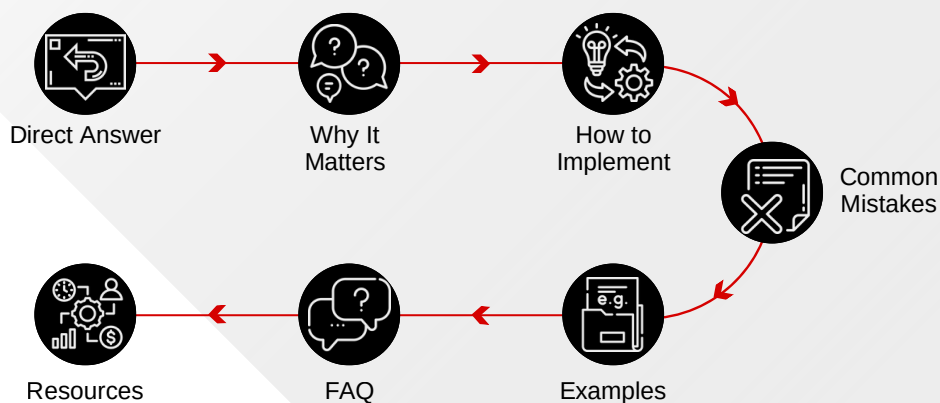 Direct Answer
Why It
Matters
How to
Implement
Common
Mistakes
e.g.
Examples
FAQ
Resources